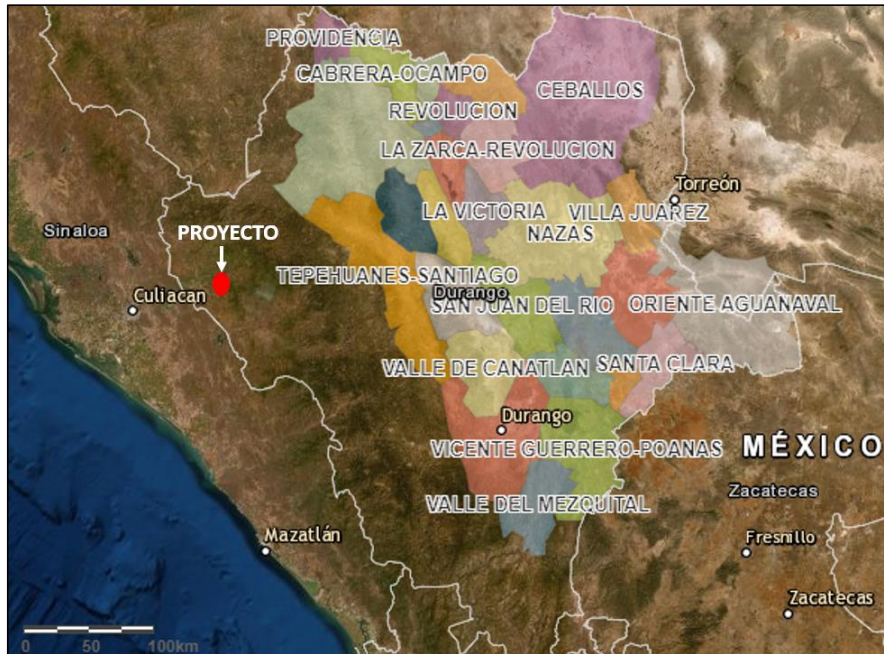 PROVIDENCIA
CABRERA-OCAMPO
CEBALLOS
REVOLUCION
LA ZARCA-REVOLUCION
Torreón
LA VICTORIA
VILLA JUAREZ
NAZAS
Sinaloa
PROYECTO
TEPEHUANES-SANTIAGO
Durango
Culiacan
SAN JUAN DEL RIO
ORIENTE AGUANAVAL
VALLE DE CANATLAN
SANTA CLARA
Durango
VICENTE GUERRERO-POANAS
MÉXICO
Zacatecas
VALLE DEL MEZQUITAL
Mazatlán
Fresnillo
Zacatecas
0 50 100km